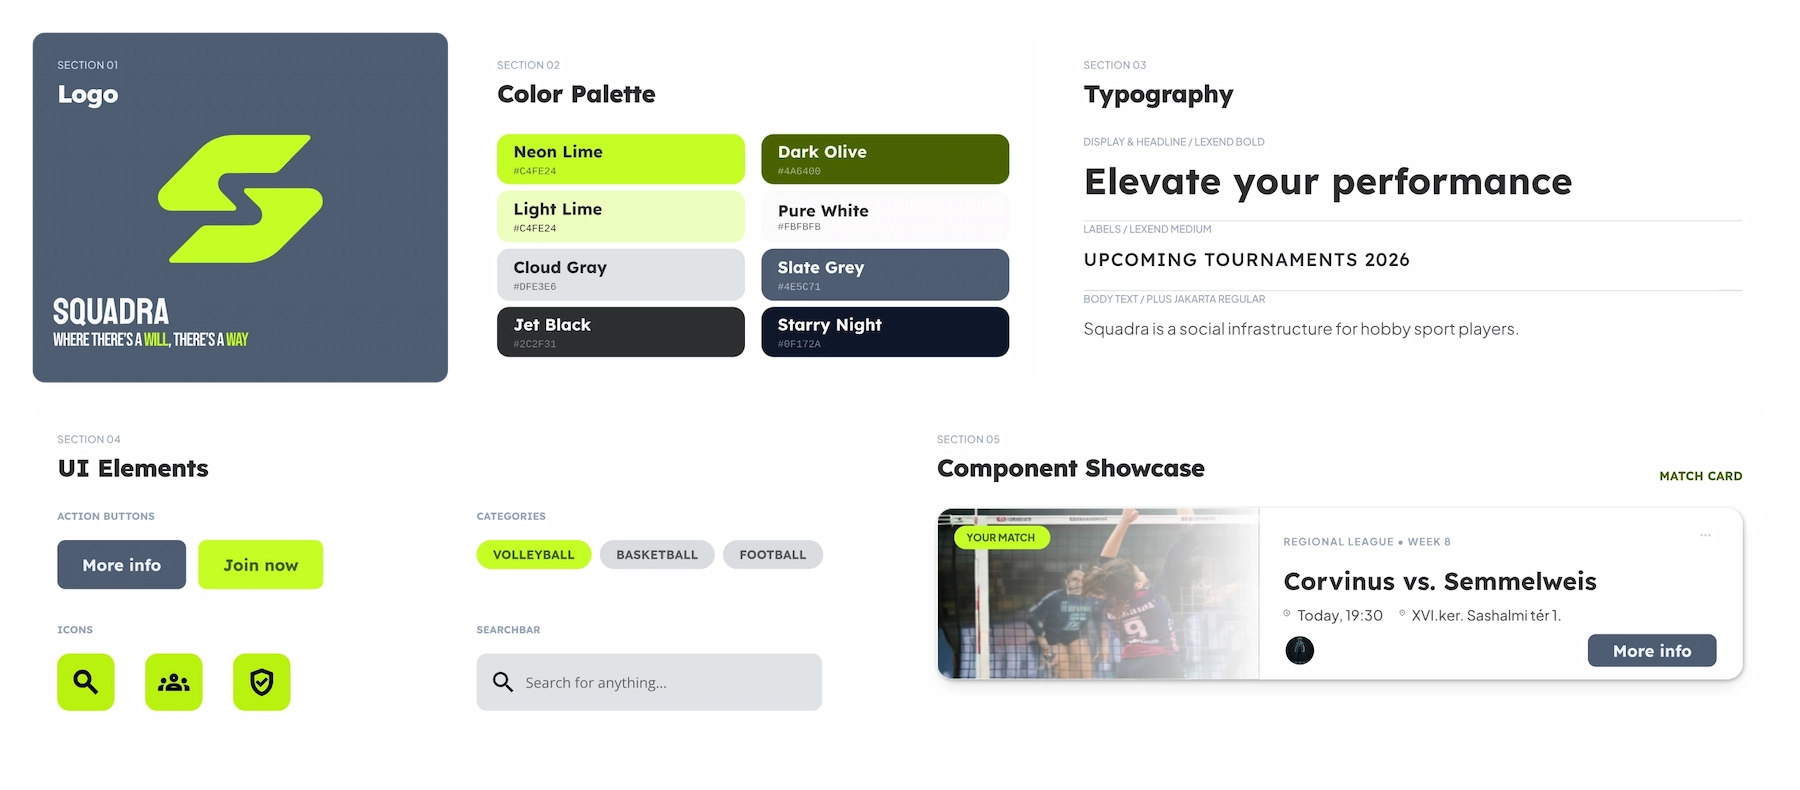 SECTION 01
Logo
SQUADRA
WHERE THERE'S A WILL, THERE'S A WAY
SECTION 02
Color Palette
Neon Lime
#C4FE24
Dark Olive
#4A6400
Light Lime
#C4FE24
Pure White
#FBFBFB
Cloud Gray
#DFE3E6
Slate Grey
#4E5C71
Jet Black
#2C2F31
Starry Night
#0F172A
SECTION 03
Typography
DISPLAY & HEADLINE / LEXEND BOLD
Elevate your performance
LABELS / LEXEND MEDIUM
UPCOMING TOURNAMENTS 2026
BODY TEXT / PLUS JAKARTA REGULAR
Squadra is a social infrastructure for hobby sport players.
SECTION 04
UI Elements
ACTION BUTTONS
More info
Join now
CATEGORIES
VOLLEYBALL
BASKETBALL
FOOTBALL
ICONS
SEARCHBAR
Search for anything...
SECTION 05
Component Showcase
MATCH CARD
YOUR MATCH
9
REGIONAL LEAGUE • WEEK 8
...
Corvinus vs. Semmelweis
Today, 19:30
XVI.ker. Sashalmi tér 1.
More info